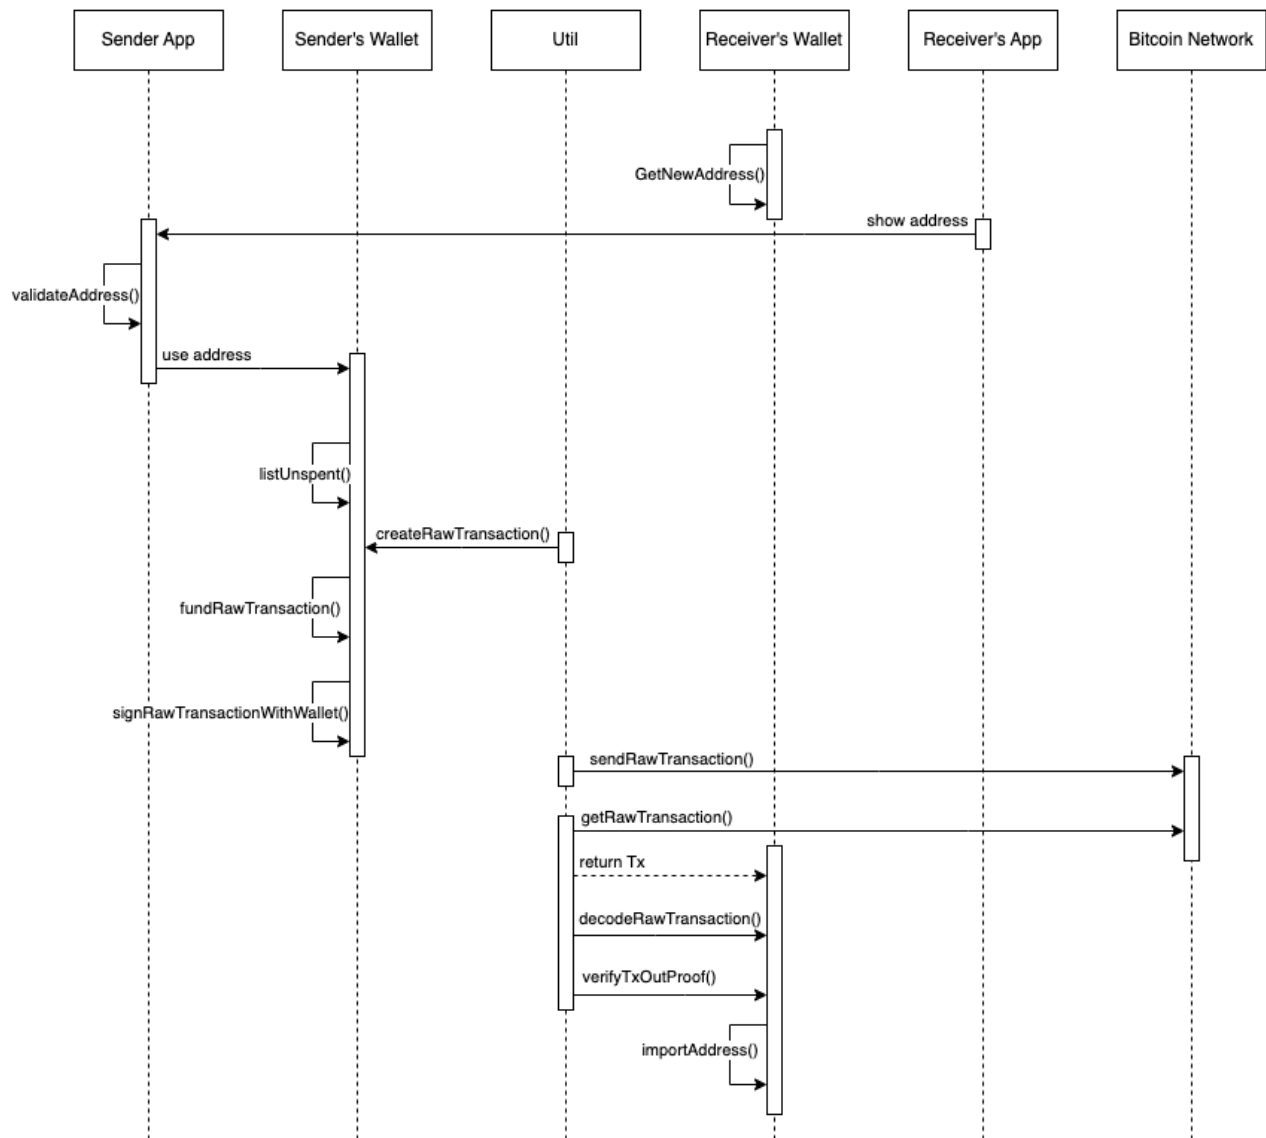 Sender App
Sender's Wallet
Util
Receiver's Wallet
Receiver's App
Bitcoin Network
GetNewAddress()
show address
validateAddress()
use address
listUnspent()
createRawTransaction()
fundRawTransaction()
signRawTransactionWithWallet()
sendRawTransaction()
getRawTransaction()
return Tx
decodeRawTransaction()
verifyTxOutProof()
importAddress()